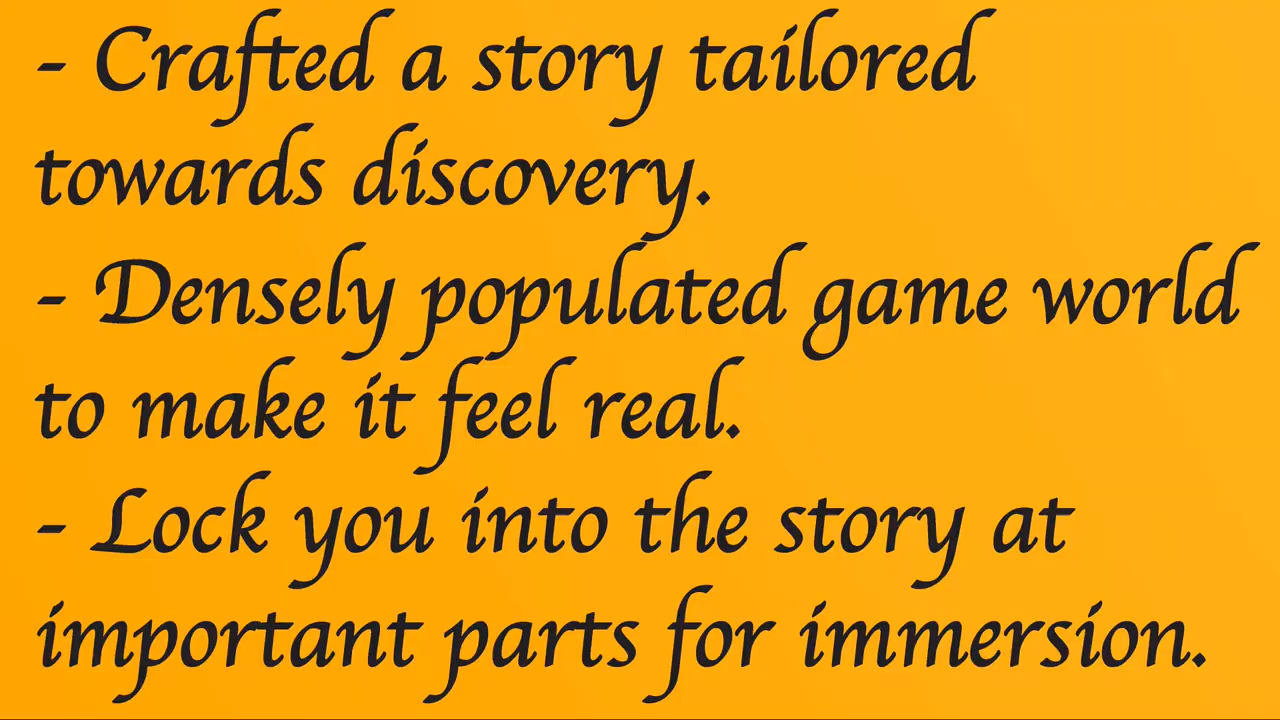 - Crafted a story tailored
towards discovery.
- Densely populated game world
to make it feel real.
- Lock you into the story at
important parts for immersion.